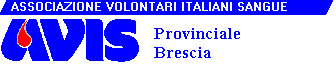 ASSOCIAZIONE VOLONTARI ITALIANI SANGUE
AVIS
Provinciale
Brescia